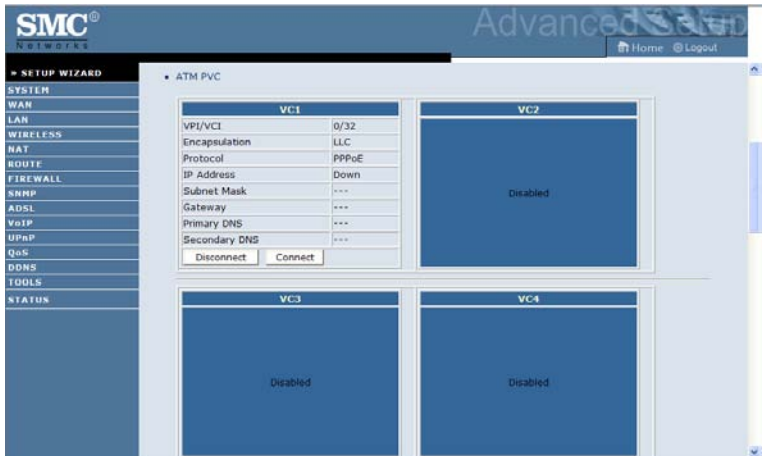 SMC®
Networks
Advanced Setup
Home Logout
» SETUP WIZARD
SYSTEM
WAN
LAN
WIRELESS
NAT
ROUTE
FIREWALL
SNMP
ADSL
VoIP
UPnP
QoS
DDNS
TOOLS
STATUS
• ATM PVC
VC1
VPI/VCI 0/32
Encapsulation LLC
Protocol PPPoE
IP Address Down
Subnet Mask ---
Gateway ---
Primary DNS ---
Secondary DNS ---
Disconnect Connect
VC2
Disabled
VC3
Disabled
VC4
Disabled